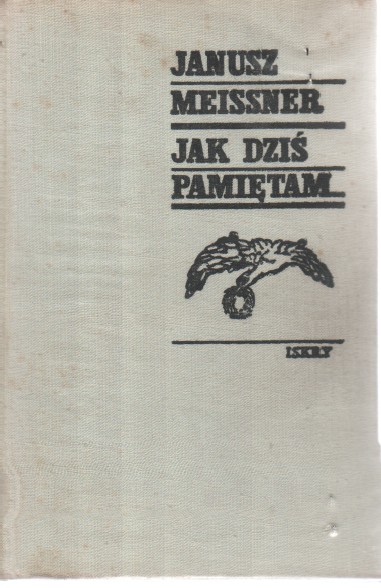 JANUSZ
MEISSNER
JAK DZIŚ
PAMIĘTAM
ISKRY